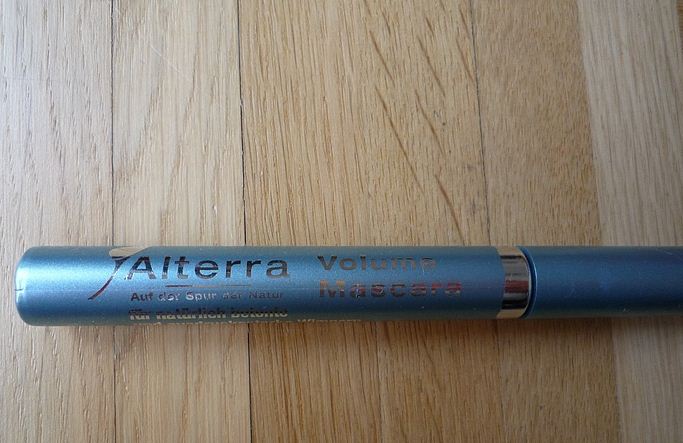 Alterra
Auf der Spur der Natur
für natürlich betonte
Volume
Mascara